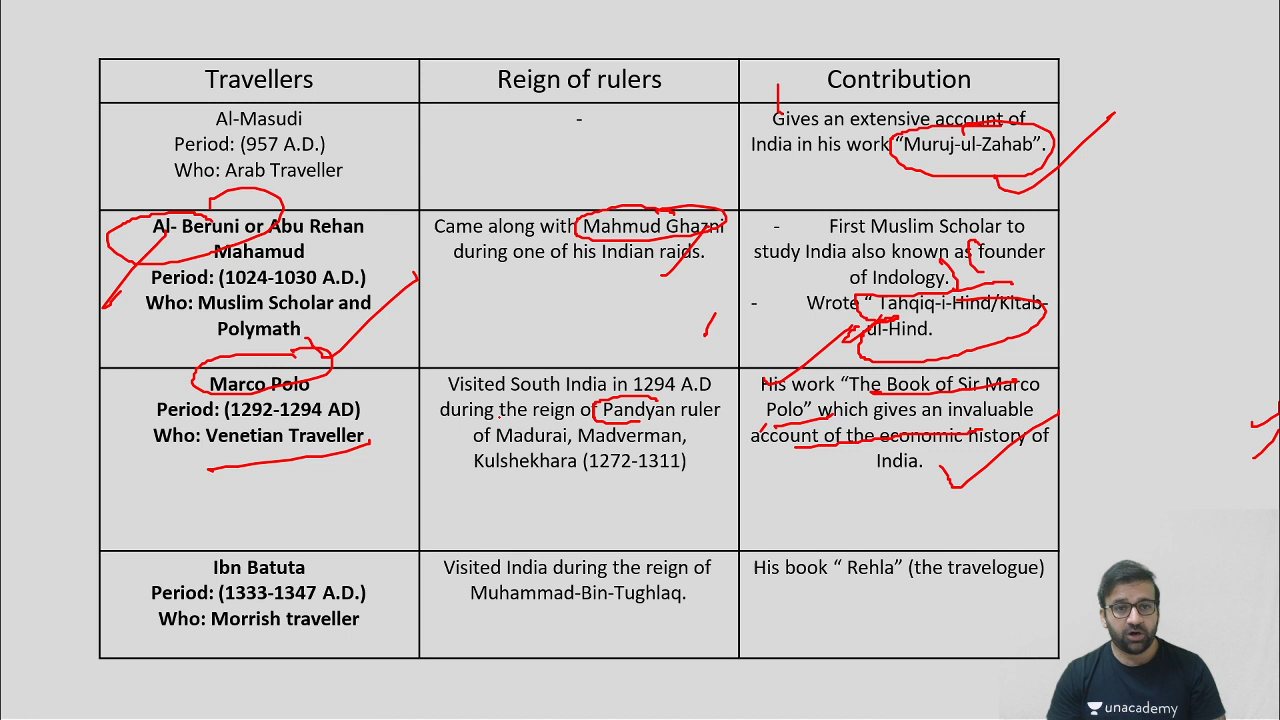 Travellers
Reign of rulers
Contribution
Al-Masudi
Period: (957 A.D.)
Who: Arab Traveller
-
Gives an extensive account of
India in his work “Muruj-ul-Zahab”.
Al- Beruni or Abu Rehan
Mahamud
Period: (1024-1030 A.D.)
Who: Muslim Scholar and
Polymath
Came along with Mahmud Ghazni
during one of his Indian raids.
- First Muslim Scholar to
study India also known as founder
of Indology.
- Wrote “ Tahqiq-i-Hind/Kitab-
ul-Hind.
Marco Polo
Period: (1292-1294 AD)
Who: Venetian Traveller
Visited South India in 1294 A.D
during the reign of Pandyan ruler
of Madurai, Madverman,
Kulshekhara (1272-1311)
His work “The Book of Sir Marco
Polo” which gives an invaluable
account of the economic history of
India.
Ibn Batuta
Period: (1333-1347 A.D.)
Who: Morrish traveller
Visited India during the reign of
Muhammad-Bin-Tughlaq.
His book “ Rehla” (the travelogue)
unacademy